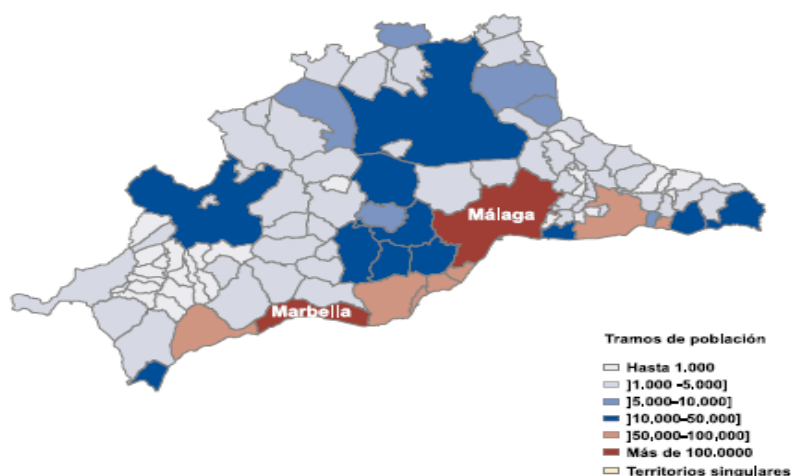 Málaga
Marbella
Tramos de población
Hasta 1.000
]1.000 -5.000]
]5.000-10.000]
]10.000-50.000]
]50,000-100,000]
Más de 100.0000
Territorios singulares